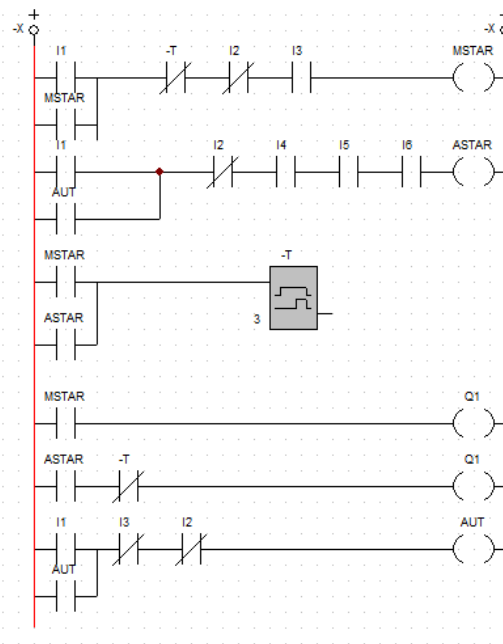 +
-X
-X
I1 -T I2 I3 MSTAR
MSTAR
I1 I2 I4 I5 I6 ASTAR
AUT
MSTAR -T
ASTAR 3
MSTAR Q1
ASTAR -T Q1
I1 I3 I2 AUT
AUT